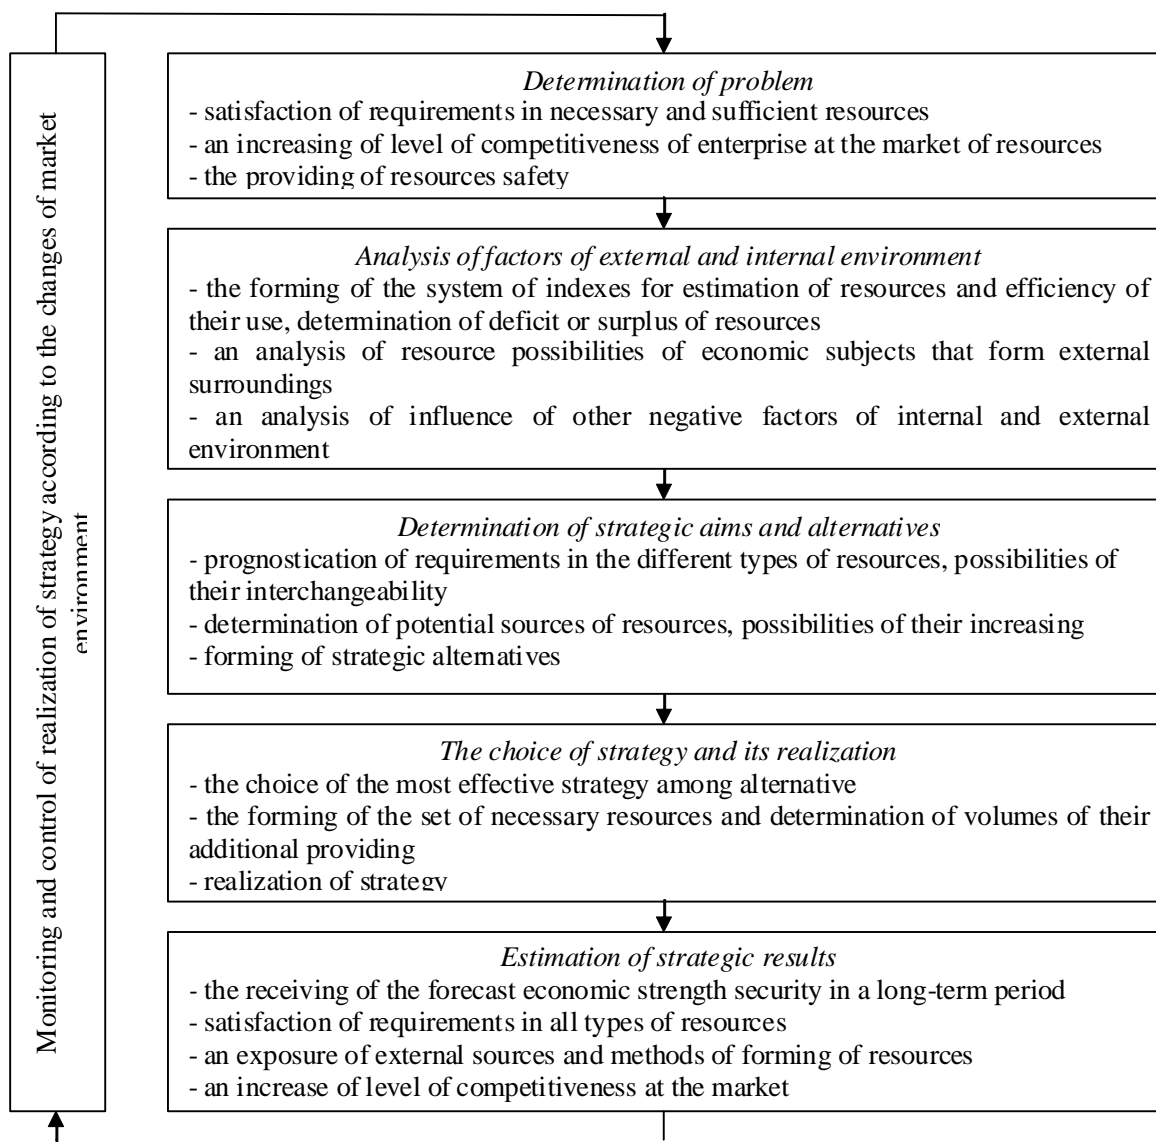 Monitoring and control of realization of strategy according to the changes of market
environment
Determination of problem
- satisfaction of requirements in necessary and sufficient resources
- an increasing of level of competitiveness of enterprise at the market of resources
- the providing of resources safety
Analysis of factors of external and internal environment
- the forming of the system of indexes for estimation of resources and efficiency of
their use, determination of deficit or surplus of resources
- an analysis of resource possibilities of economic subjects that form external
surroundings
- an analysis of influence of other negative factors of internal and external
environment
Determination of strategic aims and alternatives
- prognostication of requirements in the different types of resources, possibilities of
their interchangeability
- determination of potential sources of resources, possibilities of their increasing
- forming of strategic alternatives
The choice of strategy and its realization
- the choice of the most effective strategy among alternative
- the forming of the set of necessary resources and determination of volumes of their
additional providing
- realization of strategy
Estimation of strategic results
- the receiving of the forecast economic strength security in a long-term period
- satisfaction of requirements in all types of resources
- an exposure of external sources and methods of forming of resources
- an increase of level of competitiveness at the market